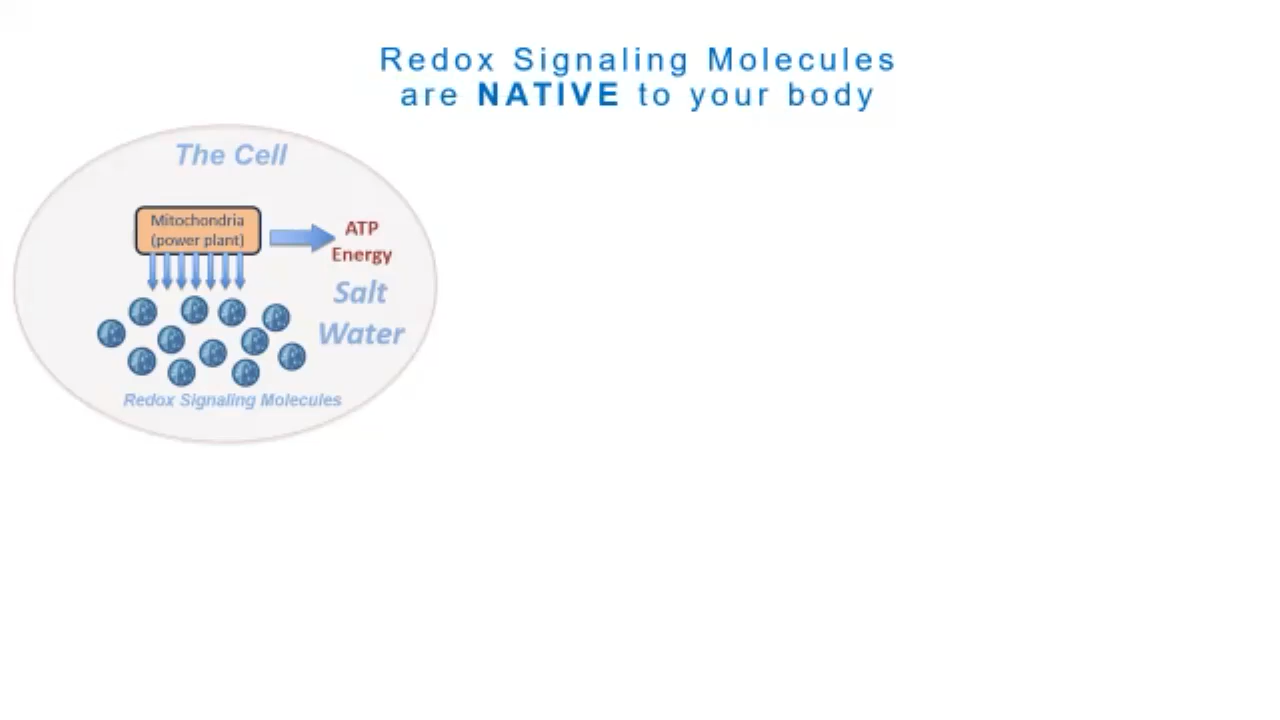 Redox Signaling Molecules
are NATIVE to your body
The Cell
Mitochondria
(power plant)
ATP
Energy
Salt
Water
Redox Signaling Molecules